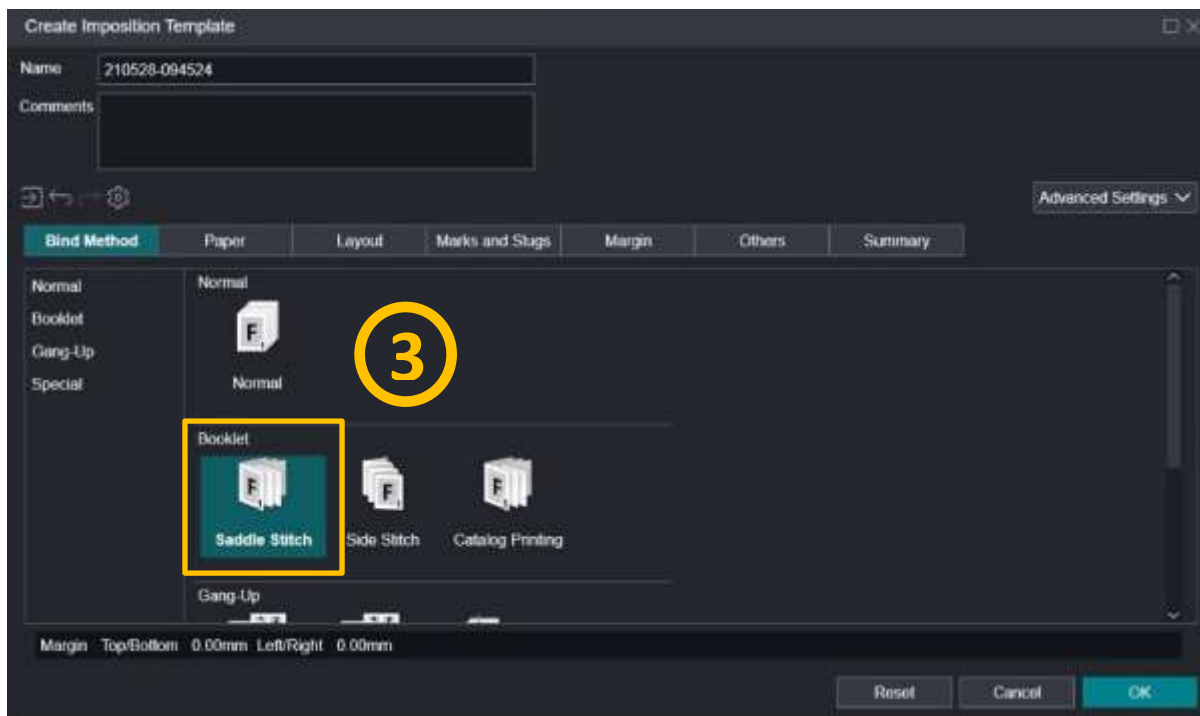 Create Imposition Template
Name 210528-094524
Comments
Advanced Settings
Bind Method Paper Layout Marks and Slugs Margin Others Summary
Normal
Booklet
Gang-Up
Special
Normal
F
Normal
3
Booklet
F F F
Saddle Stitch Side Stitch Catalog Printing
Gang-Up
Margin Top/Bottom 0.00mm Left/Right 0.00mm
Reset Cancel OK